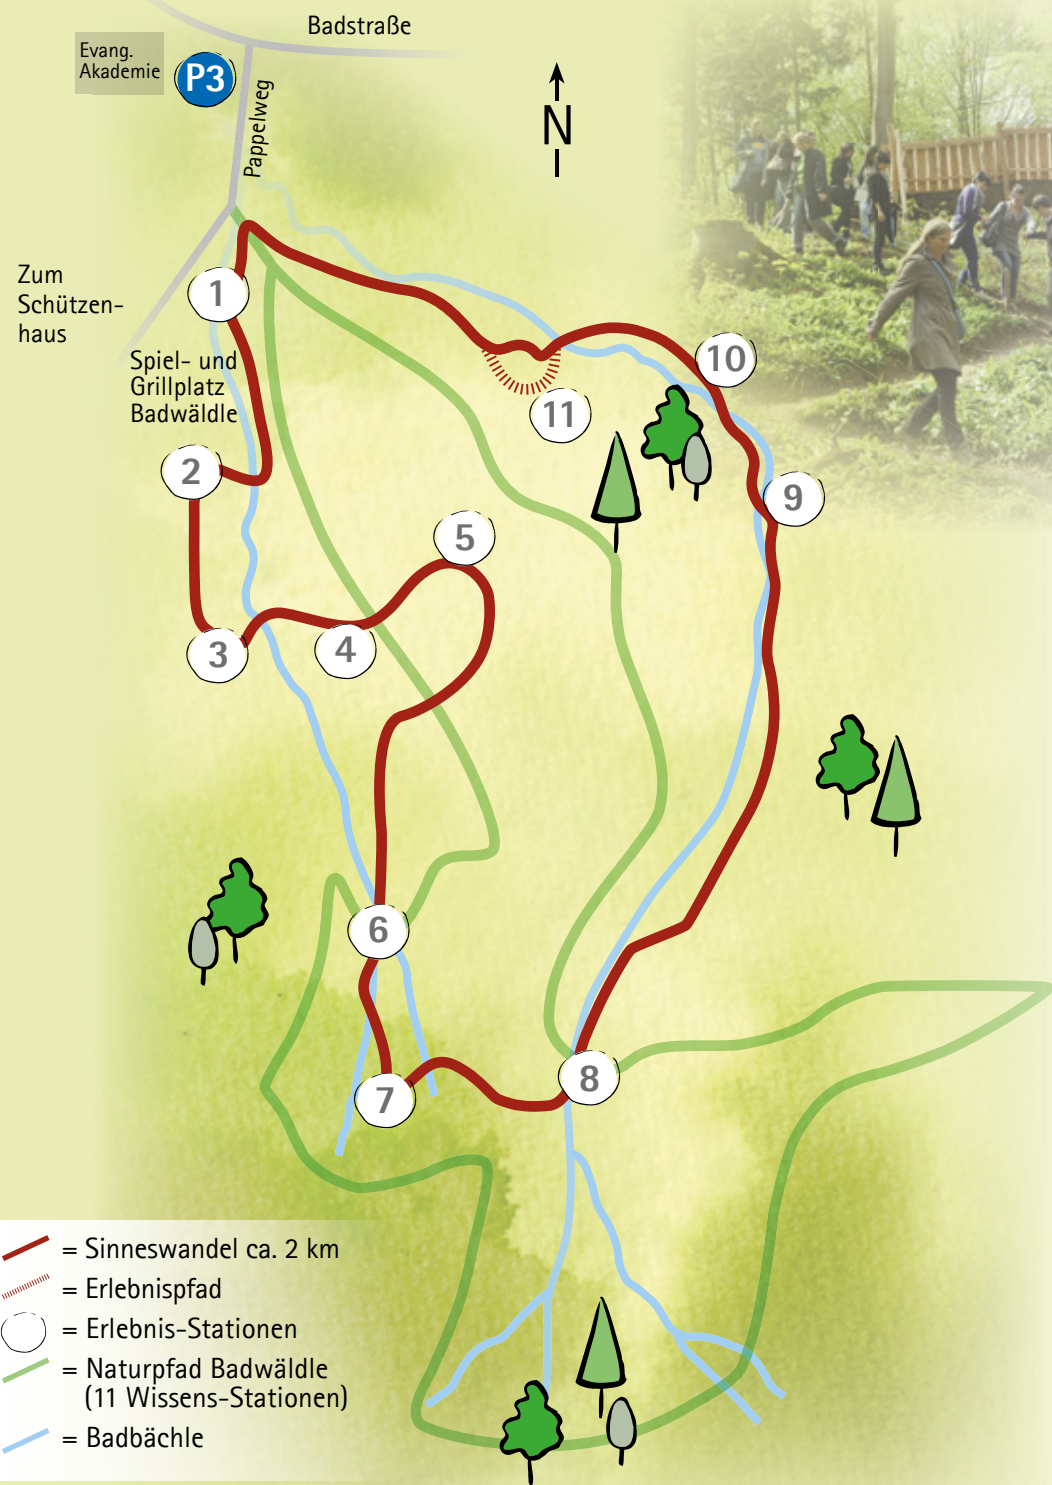 Badstraße
Evang.
Akademie
P3
Pappelweg
N
Zum
Schützen-
haus
1
Spiel- und
Grillplatz
Badwäldle
10
11
2
9
5
3
4
6
8
7
= Sinneswandel ca. 2 km
= Erlebnispfad
= Erlebnis-Stationen
= Naturpfad Badwäldle
(11 Wissens-Stationen)
= Badbächle